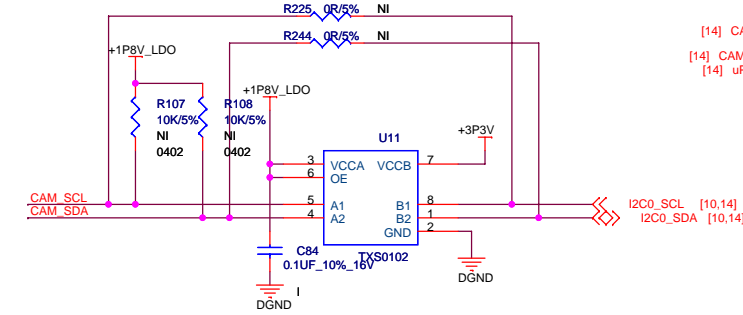 R225 0R/5% NI
[14] CA
R244 0R/5% NI
+1P8V_LDO
[14] CAM
[14] uR
+1P8V_LDO
R107
10K/5%
NI
0402
R108
10K/5%
NI
0402
U11
+3P3V
3 VCCA VCCB 7
6 OE
CAM_SCL 5 A1 B1 8 I2C0_SCL [10,14]
CAM_SDA 4 A2 B2 1 I2C0_SDA [10,14]
GND 2
C84
0.1UF_10%_16V
TXS0102
I
DGND
DGND